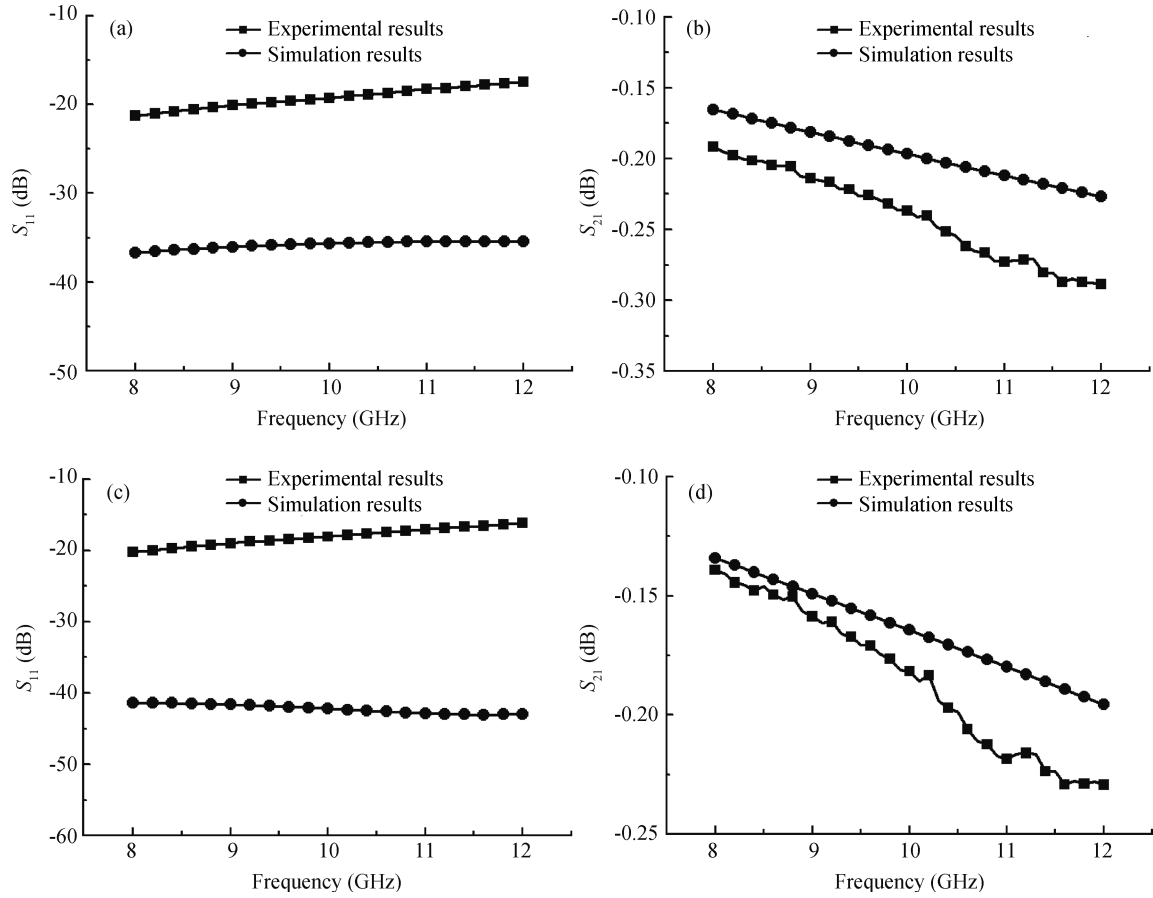 (a)
Experimental results
Simulation results
-10
-20
-30
-40
-50
S11 (dB)
8 9 10 11 12
Frequency (GHz)
(b)
Experimental results
Simulation results
-0.10
-0.15
-0.20
-0.25
-0.30
-0.35
S21 (dB)
8 9 10 11 12
Frequency (GHz)
(c)
Experimental results
Simulation results
-10
-20
-30
-40
-50
-60
S11 (dB)
8 9 10 11 12
Frequency (GHz)
(d)
Experimental results
Simulation results
-0.10
-0.15
-0.20
-0.25
S21 (dB)
8 9 10 11 12
Frequency (GHz)